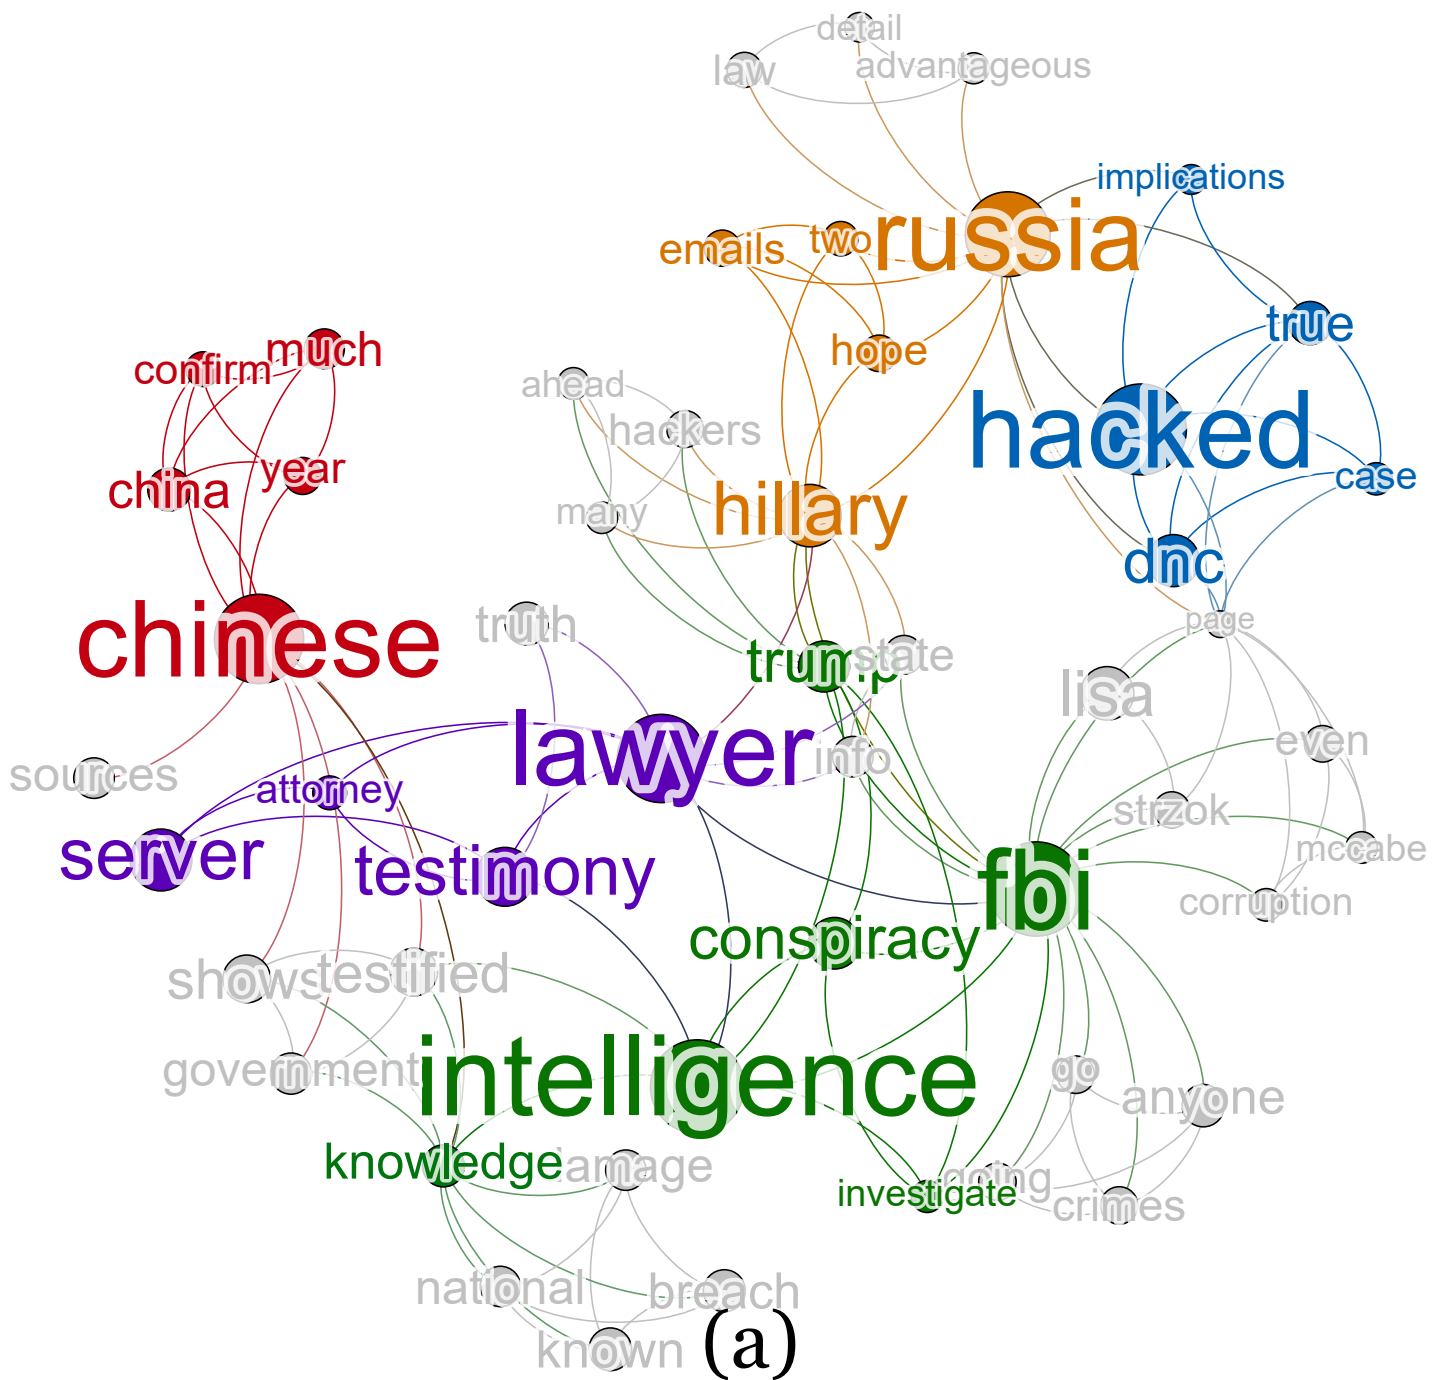 detail
law
advantageous
implications
emails
two
russia
true
much
confirm
hope
ahead
hackers
hacked
china
year
many
hillary
case
dnc
chinese
truth
page
trump
state
lisa
lawyer
info
even
sources
attorney
strzok
server
testimony
fbi
mccabe
corruption
conspiracy
shows
testified
government
intelligence
go
anyone
knowledge
damage
investigate
going
crimes
national
breach
known
(a)